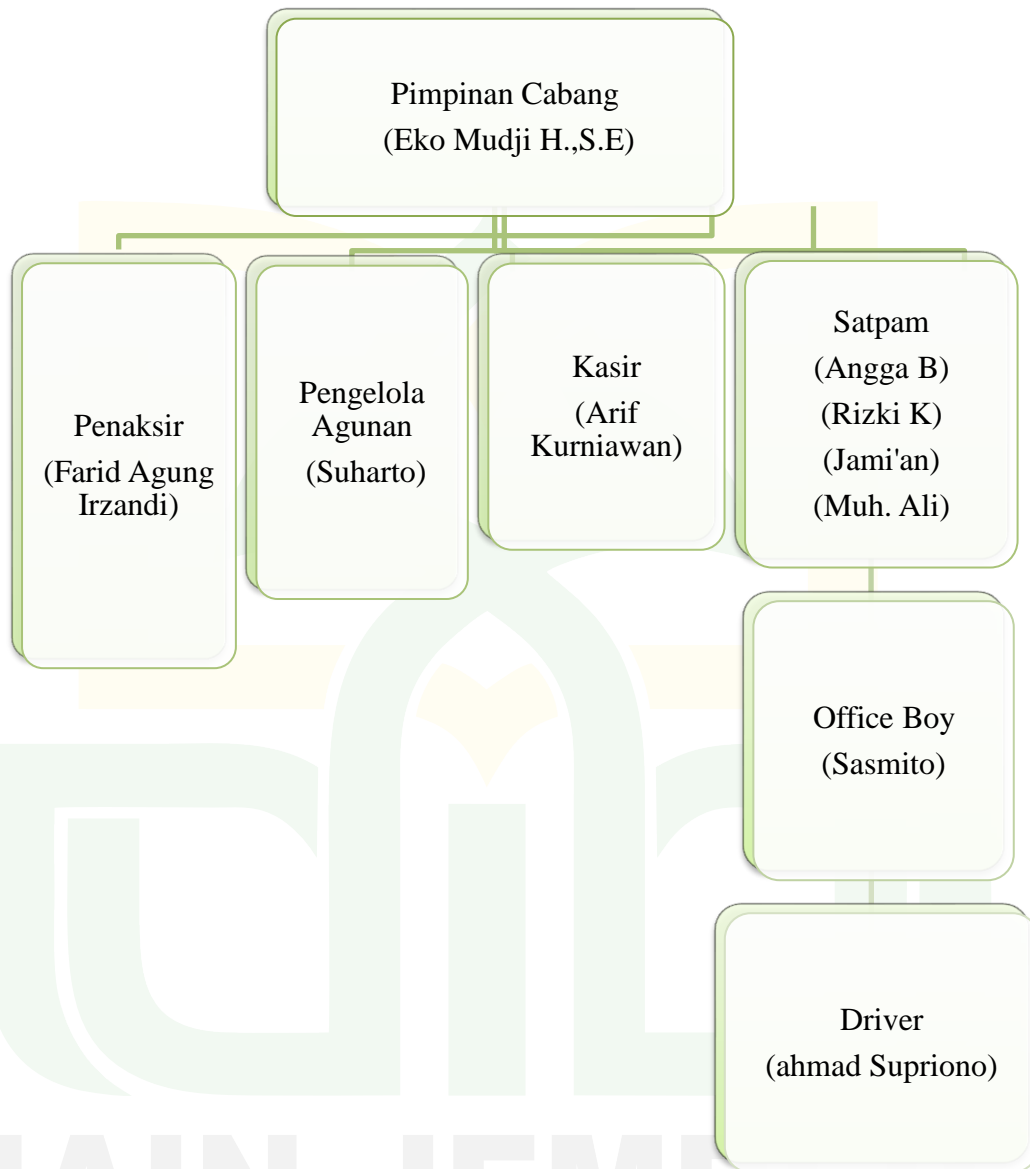 Pimpinan Cabang
(Eko Mudji H.,S.E)
Penaksir
(Farid Agung
Irzandi)
Pengelola
Agunan
(Suharto)
Kasir
(Arif
Kurniawan)
Satpam
(Angga B)
(Rizki K)
(Jami'an)
(Muh. Ali)
Office Boy
(Sasmito)
Driver
(ahmad Supriono)